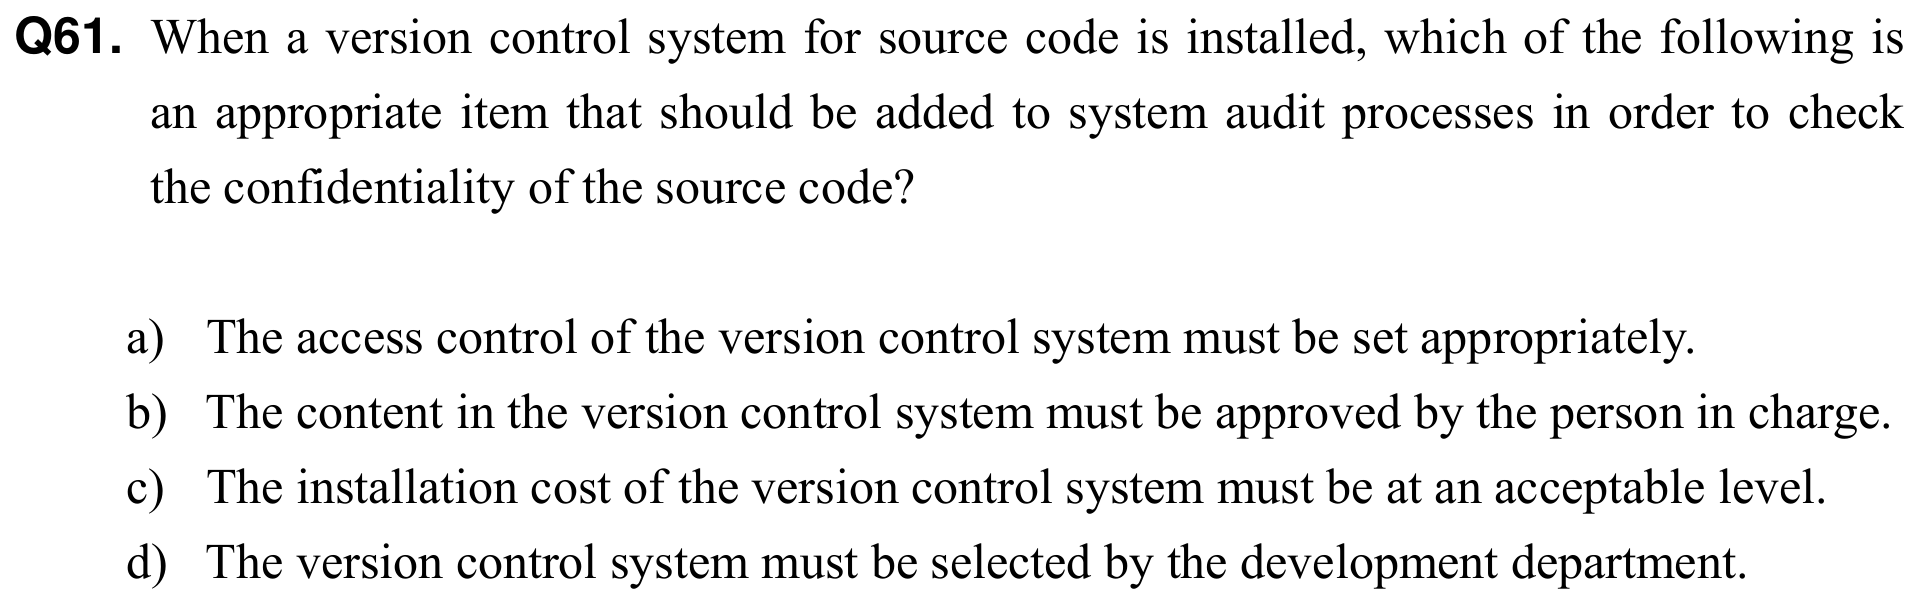 Q61. When a version control system for source code is installed, which of the following is
an appropriate item that should be added to system audit processes in order to check
the confidentiality of the source code?
a) The access control of the version control system must be set appropriately.
b) The content in the version control system must be approved by the person in charge.
c) The installation cost of the version control system must be at an acceptable level.
d) The version control system must be selected by the development department.